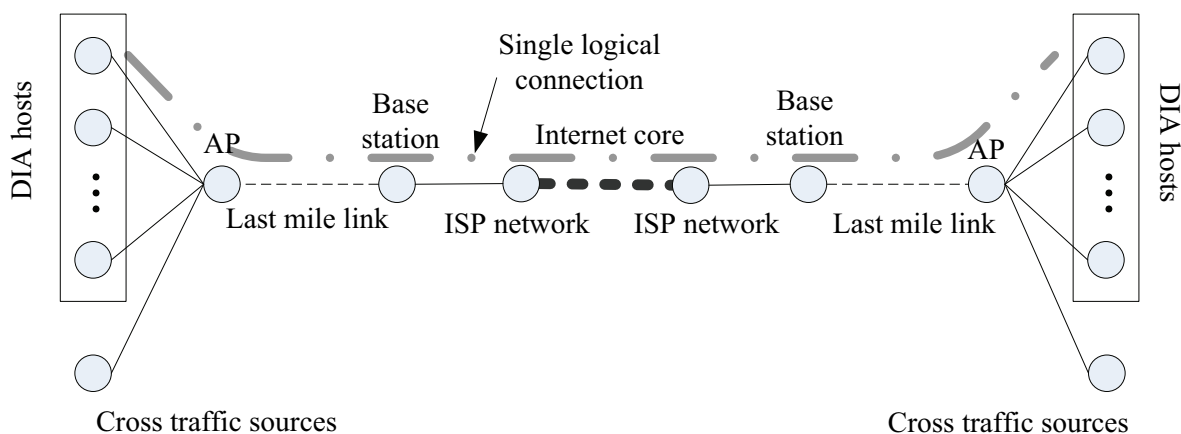 Single logical
connection
Base
station
Base
station
Internet core
DIA hosts
DIA hosts
AP
AP
Last mile link
ISP network
ISP network
Last mile link
Cross traffic sources
Cross traffic sources